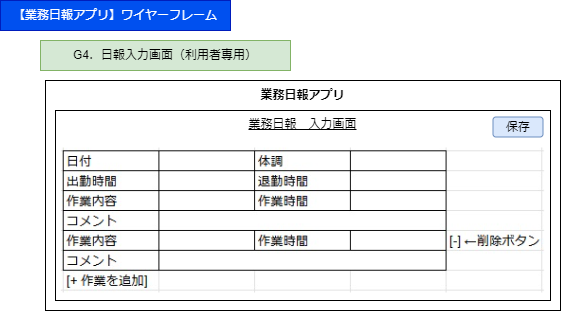 【業務日報アプリ】ワイヤーフレーム
G4．日報入力画面（利用者専用）
業務日報アプリ
業務日報　入力画面
保存
日付 体調
出勤時間 退勤時間
作業内容 作業時間
コメント
作業内容 作業時間 [-] ←削除ボタン
コメント
[+ 作業を追加]